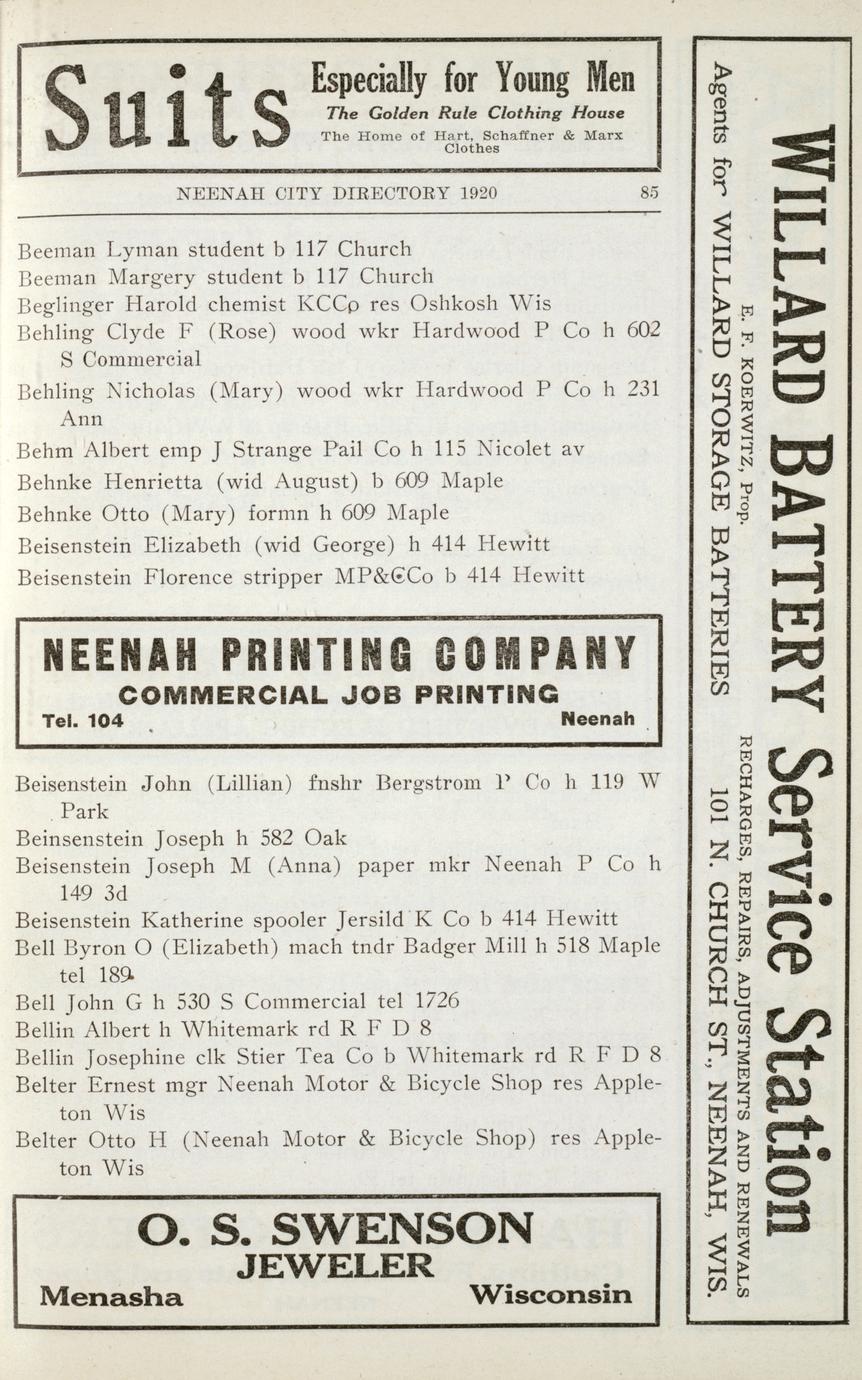 Suits
Especially for Young Men
The Golden Rule Clothing House
The Home of Hart, Schaffner & Marx
Clothes
NEENAH CITY DIRECTORY 1920 85
Beeman Lyman student b 117 Church
Beeman Margery student b 117 Church
Beglinger Harold chemist KCCo res Oshkosh Wis
Behling Clyde F (Rose) wood wkr Hardwood P Co h 602
S Commercial
Behling Nicholas (Mary) wood wkr Hardwood P Co h 231
Ann
Behm Albert emp J Strange Pail Co h 115 Nicolet av
Behnke Henrietta (wid August) b 609 Maple
Behnke Otto (Mary) formn h 609 Maple
Beisenstein Elizabeth (wid George) h 414 Hewitt
Beisenstein Florence stripper MP&CCo b 414 Hewitt
NEENAH PRINTING COMPANY
COMMERCIAL JOB PRINTING
Tel. 104 Neenah
Beisenstein John (Lillian) fnshr Bergstrom P Co h 119 W
Park
Beinsenstein Joseph h 582 Oak
Beisenstein Joseph M (Anna) paper mkr Neenah P Co h
149 3d
Beisenstein Katherine spooler Jersild K Co b 414 Hewitt
Bell Byron O (Elizabeth) mach tndr Badger Mill h 518 Maple
tel 189
Bell John G h 530 S Commercial tel 1726
Bellin Albert h Whitemark rd R F D 8
Bellin Josephine clk Stier Tea Co b Whitemark rd R F D 8
Belter Ernest mgr Neenah Motor & Bicycle Shop res Apple-
ton Wis
Belter Otto H (Neenah Motor & Bicycle Shop) res Apple-
ton Wis
O. S. SWENSON
JEWELER
Menasha Wisconsin
WILLARD BATTERY Service Station
E. F. KOERWITZ, Prop. RECHARGES, REPAIRS, ADJUSTMENTS AND RENEWALS
Agents for WILLARD STORAGE BATTERIES 101 N. CHURCH ST., NEENAH, WIS.